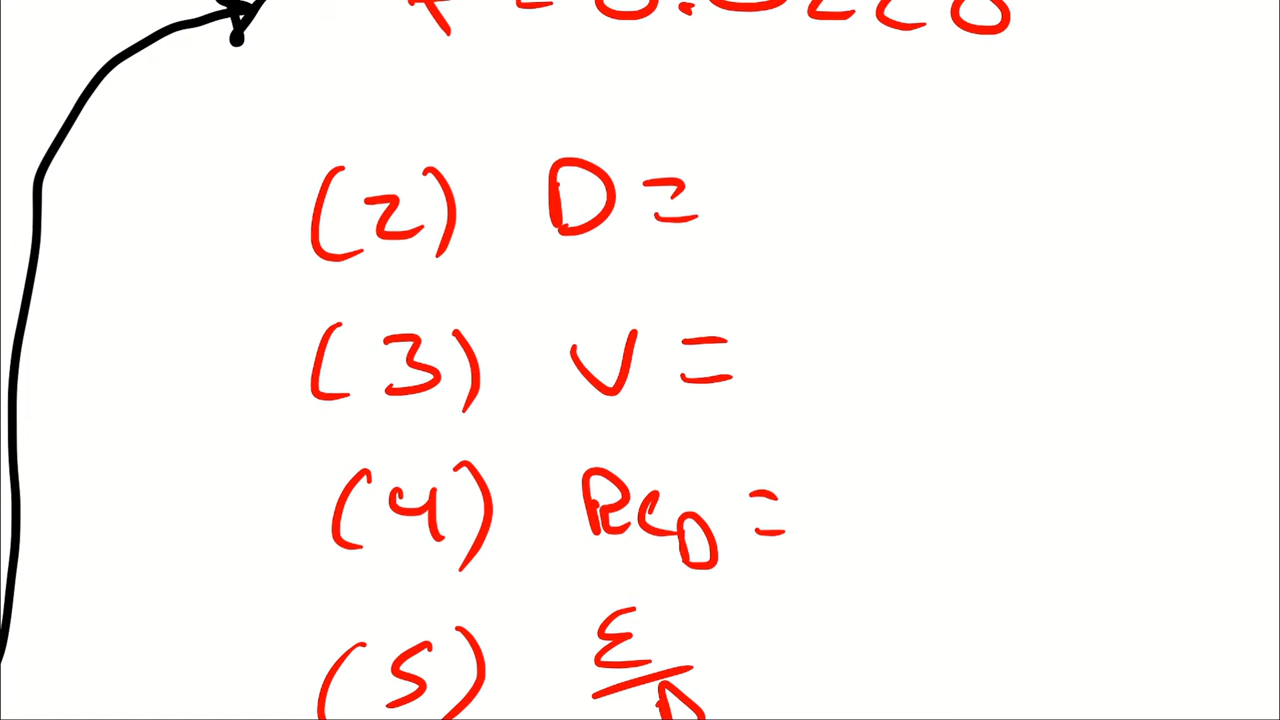 (2) D =
(3) V =
(4) Re_D =
(5) ε/D